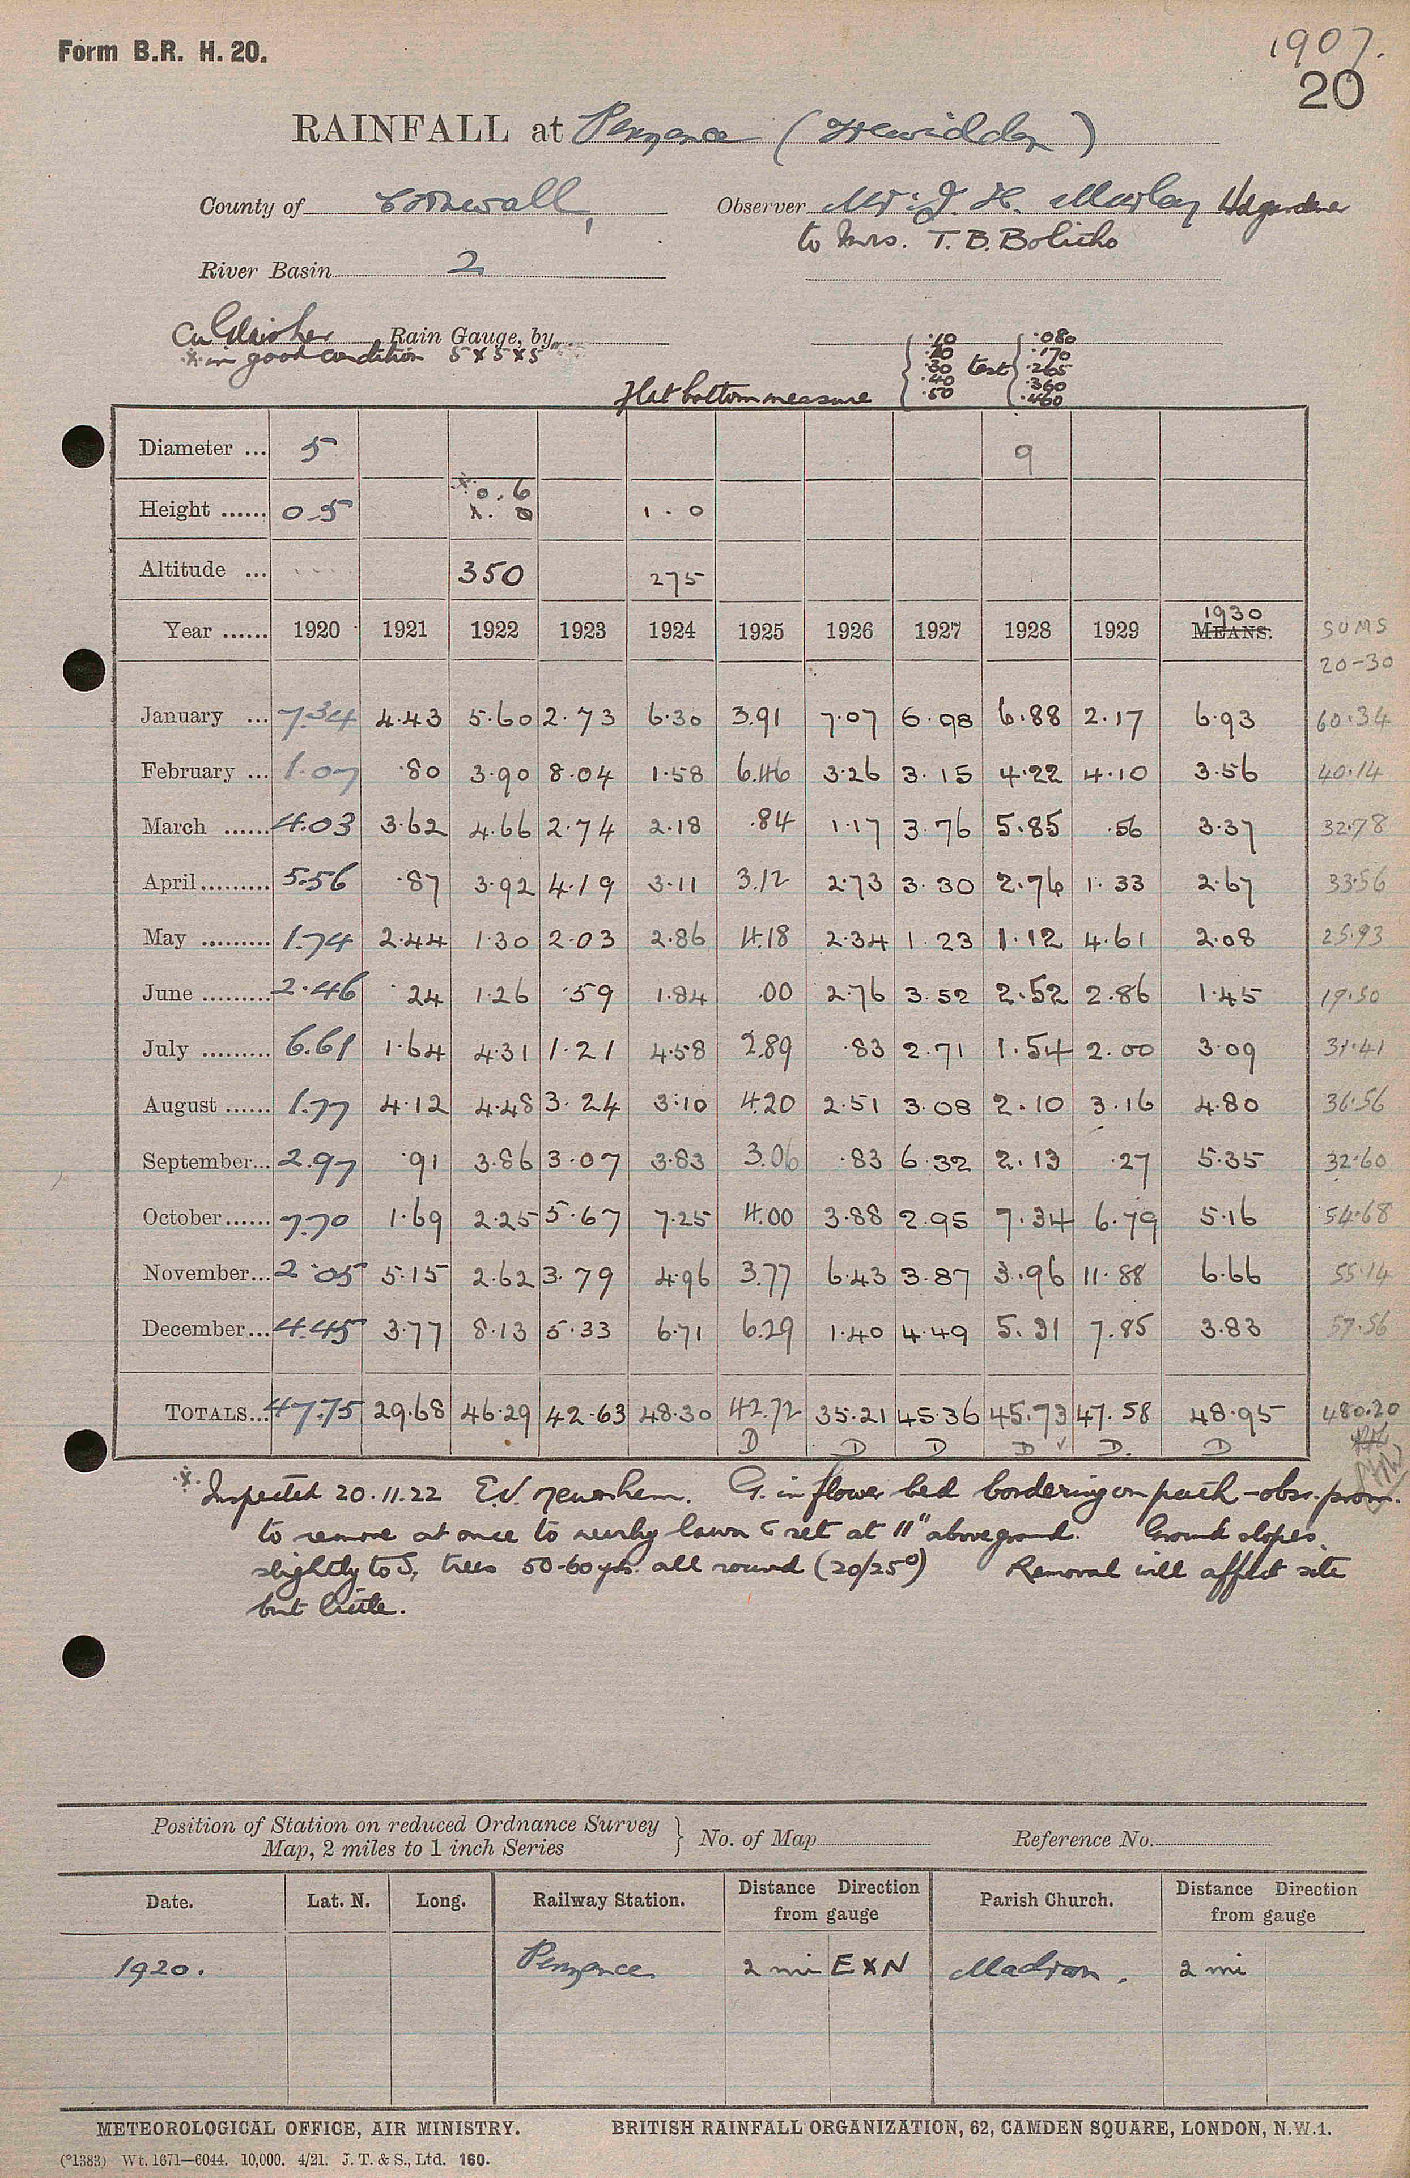 Form B.R. H. 20.
1907.
20
RAINFALL at Penzance (Trewidden)
County of Cornwall,
Observer Mr. J. H. Hd gardener
to Mrs. T. B. Bolitho
River Basin 2
Cu Glaisher Rain Gauge, by
* in good condition 5 x 5 x 5
Flat bottom measure
.10 .20 .30 .40 .50 test .080 .170 .265 .360 .460
Diameter ... 5 9
Height ...... 0.5 * 0.6 1.0
1.0
Altitude ... 350 275
1930
Year ...... 1920 1921 1922 1923 1924 1925 1926 1927 1928 1929 MEANS. SUMS
20-30
January ... 7.34 4.43 5.60 2.73 6.30 3.91 7.07 6.98 6.88 2.17 6.93 60.34
February ... 1.07 .80 3.90 8.04 1.58 6.46 3.26 3.15 4.22 4.10 3.56 40.14
March ...... 4.03 3.62 4.66 2.74 2.18 .84 1.17 3.76 5.85 .56 3.37 32.78
April ......... 5.56 .87 3.92 4.19 3.11 3.12 2.73 3.30 2.76 1.33 2.67 33.56
May ......... 1.74 2.44 1.30 2.03 2.86 4.18 2.34 1.23 1.12 4.61 2.08 25.93
June ......... 2.46 .24 1.26 .59 1.84 .00 2.76 3.52 2.52 2.86 1.45 19.50
July ......... 6.61 1.64 4.31 1.21 4.58 2.89 .83 2.71 1.54 2.00 3.09 31.41
August ...... 1.77 4.12 4.48 3.24 3.10 4.20 2.51 3.08 2.10 3.16 4.80 36.56
September... 2.97 .91 3.86 3.07 3.83 3.06 .83 6.32 2.13 .27 5.35 32.60
October...... 7.70 1.69 2.25 5.67 7.25 4.00 3.88 2.95 7.34 6.79 5.16 54.68
November... 2.05 5.15 2.62 3.79 4.96 3.77 6.43 3.87 3.96 11.88 6.66 55.14
December... 4.45 3.77 8.13 5.33 6.71 6.29 1.40 4.49 5.31 7.85 3.83 57.56
TOTALS... 47.75 29.68 46.29 42.63 48.30 42.72 35.21 45.36 45.73 47.58 48.95 480.20
D D D D ✓ D. D
* Inspected 20.11.22 E.V. Newnham. G. in flower bed bordering on path - obsr. prom.
to remove at once to nearby lawn & set at 11" above ground. Ground slopes
slightly to S, trees 50-60 yds. all round (20/25°) Removal will affect site
but little.
Position of Station on reduced Ordnance Survey
Map, 2 miles to 1 inch Series } No. of Map Reference No.
Date. Lat. N. Long. Railway Station. Distance Direction from gauge Parish Church. Distance Direction from gauge
1920. Penzance 2 mi E x N Madron. 2 mi
METEOROLOGICAL OFFICE, AIR MINISTRY. BRITISH RAINFALL ORGANIZATION, 62, CAMDEN SQUARE, LONDON, N.W.1.
(*1383) Wt. 1671—6044. 10,000. 4/21. J. T. & S., Ltd. 160.